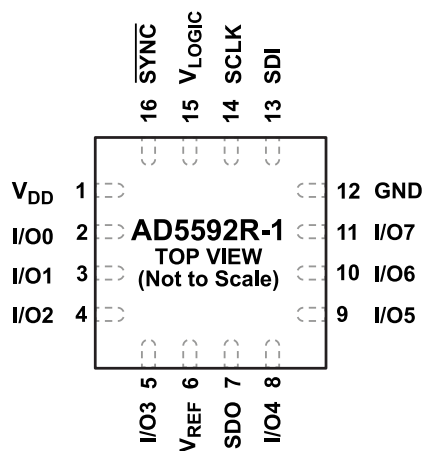 SYNC
VLOGIC
SCLK
SDI
16
15
14
13
VDD 1
I/O0 2
I/O1 3
I/O2 4
AD5592R-1
TOP VIEW
(Not to Scale)
12 GND
11 I/O7
10 I/O6
9 I/O5
5
6
7
8
I/O3
VREF
SDO
I/O4